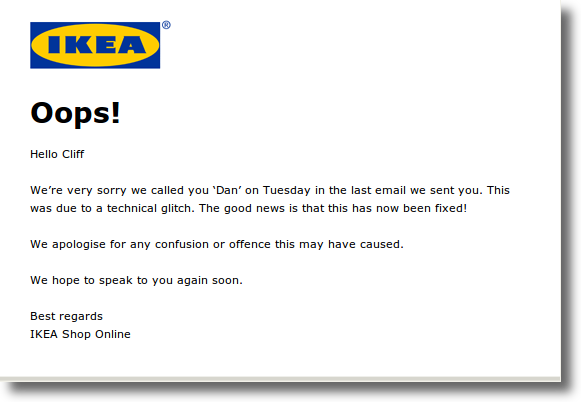 IKEA®
Oops!
Hello Cliff
We’re very sorry we called you ‘Dan’ on Tuesday in the last email we sent you. This
was due to a technical glitch. The good news is that this has now been fixed!
We apologise for any confusion or offence this may have caused.
We hope to speak to you again soon.
Best regards
IKEA Shop Online